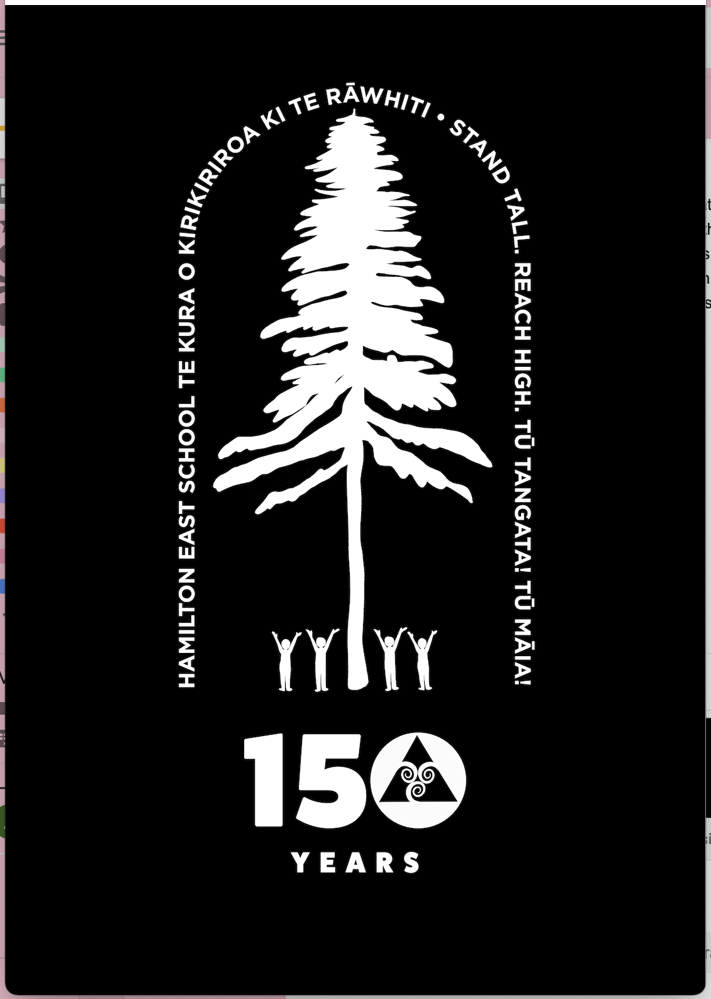 HAMILTON EAST SCHOOL TE KURA O KIRIKIRIROA KI TE RĀWHITI • STAND TALL. REACH HIGH. TŪ TANGATA! TŪ MĀIA!
150
YEARS